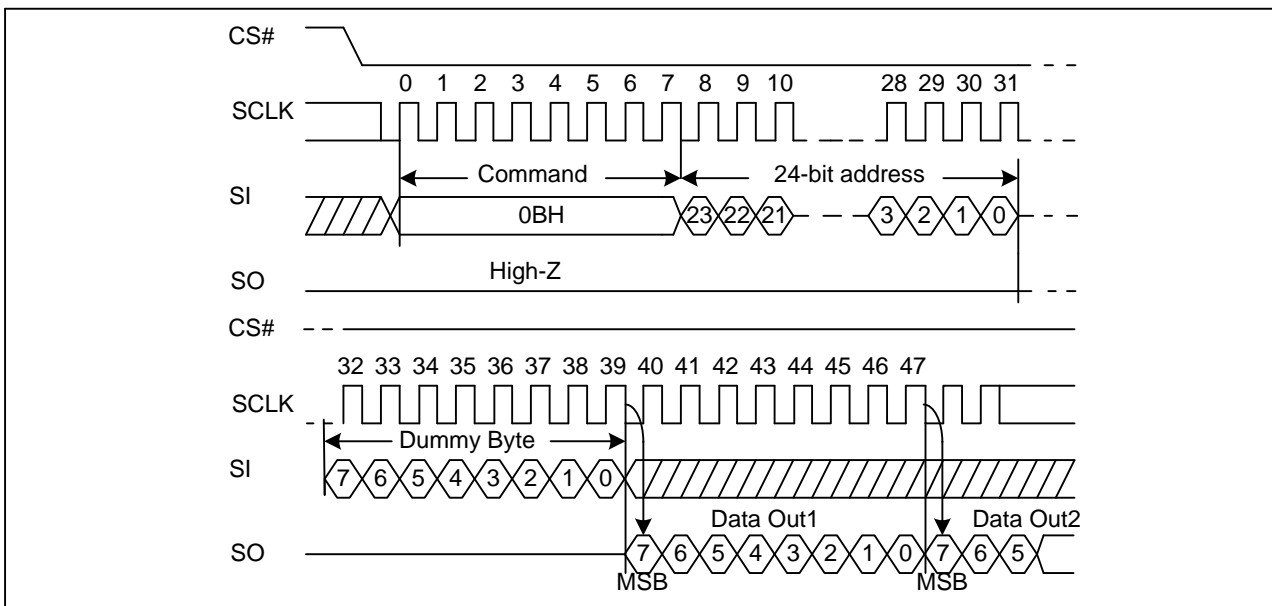 CS#
0 1 2 3 4 5 6 7 8 9 10 28 29 30 31
SCLK
Command 24-bit address
SI
0BH 23 22 21 3 2 1 0
High-Z
SO
CS#
32 33 34 35 36 37 38 39 40 41 42 43 44 45 46 47
SCLK
Dummy Byte
SI
7 6 5 4 3 2 1 0
Data Out1 Data Out2
SO
7 6 5 4 3 2 1 0 7 6 5
MSB MSB